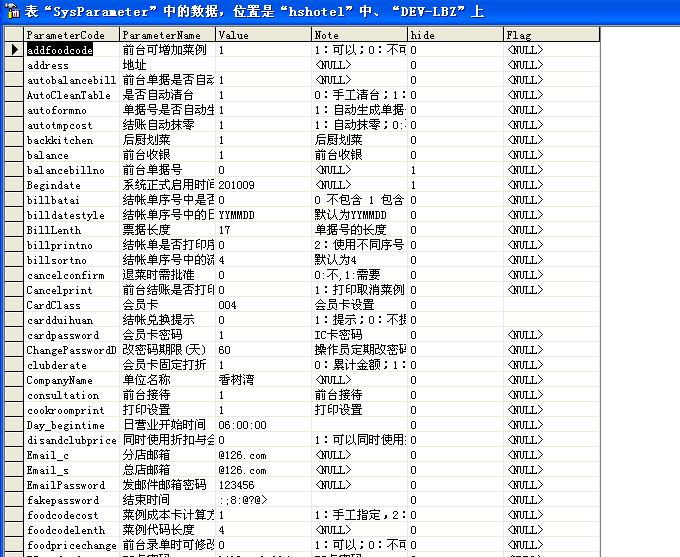 表“SysParameter”中的数据，位置是“hshotel”中、“DEV-LBZ”上
ParameterCode ParameterName Value Note hide Flag
addfoodcode 前台可增加菜例 1 1：可以；0：不可 0 <NULL>
address 地址 <NULL> 0 <NULL>
autobalancebill 前台单据是否自动 1 <NULL> 0 <NULL>
AutoCleanTable 是否自动清台 1 0：手工清台；1： 0 <NULL>
autoformno 单据号是否自动生 1 1：自动生成单据 0 <NULL>
autotmpcost 结账自动抹零 1 1：自动抹零；0: 0 <NULL>
backkitchen 后厨划菜 1 后厨划菜 0 <NULL>
balance 前台收银 1 前台收银 0 <NULL>
balancebillno 前台单据号 0 <NULL> 1 <NULL>
Begindate 系统正式启用时间 201009 <NULL> 1 <NULL>
billbatai 结帐单序号中是否 0 0 不包含 1 包含 0 <NULL>
billdatestyle 结帐单序号中的日 YYMMDD 默认为YYMMDD 0 <NULL>
BillLenth 票据长度 17 单据号的长度 0 <NULL>
billprintno 结帐单是否打印序 0 2：使用不同序号 0 <NULL>
billsortno 结帐单序号中的流 4 默认为4 0 <NULL>
cancelconfirm 退菜时需批准 0 0:不,1:需要 0 <NULL>
Cancelprint 前台结账是否打印 0 1：打印取消菜例 0 <NULL>
CardClass 会员卡 004 会员卡设置 0
cardduihuan 结帐兑换提示 0 1：提示；0：不提 0
cardpassword 会员卡密码 1 IC卡密码 0 <NULL>
ChangePasswordD 改密码期限(天) 60 操作员定期改密码 0 <NULL>
clubderate 会员卡固定打折 1 0：累计金额；1： 0 <NULL>
CompanyName 单位名称 香树湾 <NULL> 0 <NULL>
consultation 前台接待 1 前台接待 0 <NULL>
cookroomprint 打印设置 1 打印设置 0 <NULL>
Day_begintime 日营业开始时间 06:00:00 0 <NULL>
disandclubprice 同时使用折扣与会 0 1：可以同时使用 0 <NULL>
Email_c 分店邮箱 @126.com <NULL> 0 <NULL>
Email_s 总店邮箱 @126.com <NULL> 0 <NULL>
EmailPassword 发邮件邮箱密码 123456 <NULL> 0 <NULL>
fakepassword 结束时间 :;8:@?@> 0
foodcodecost 菜例成本卡计算方 1 1：手工指定，2： 0 <NULL>
foodcodelenth 菜例代码长度 4 <NULL> 0 <NULL>
foodpricechange 前台录单时可修改 0 1：可以；0：不可 0 <NULL>